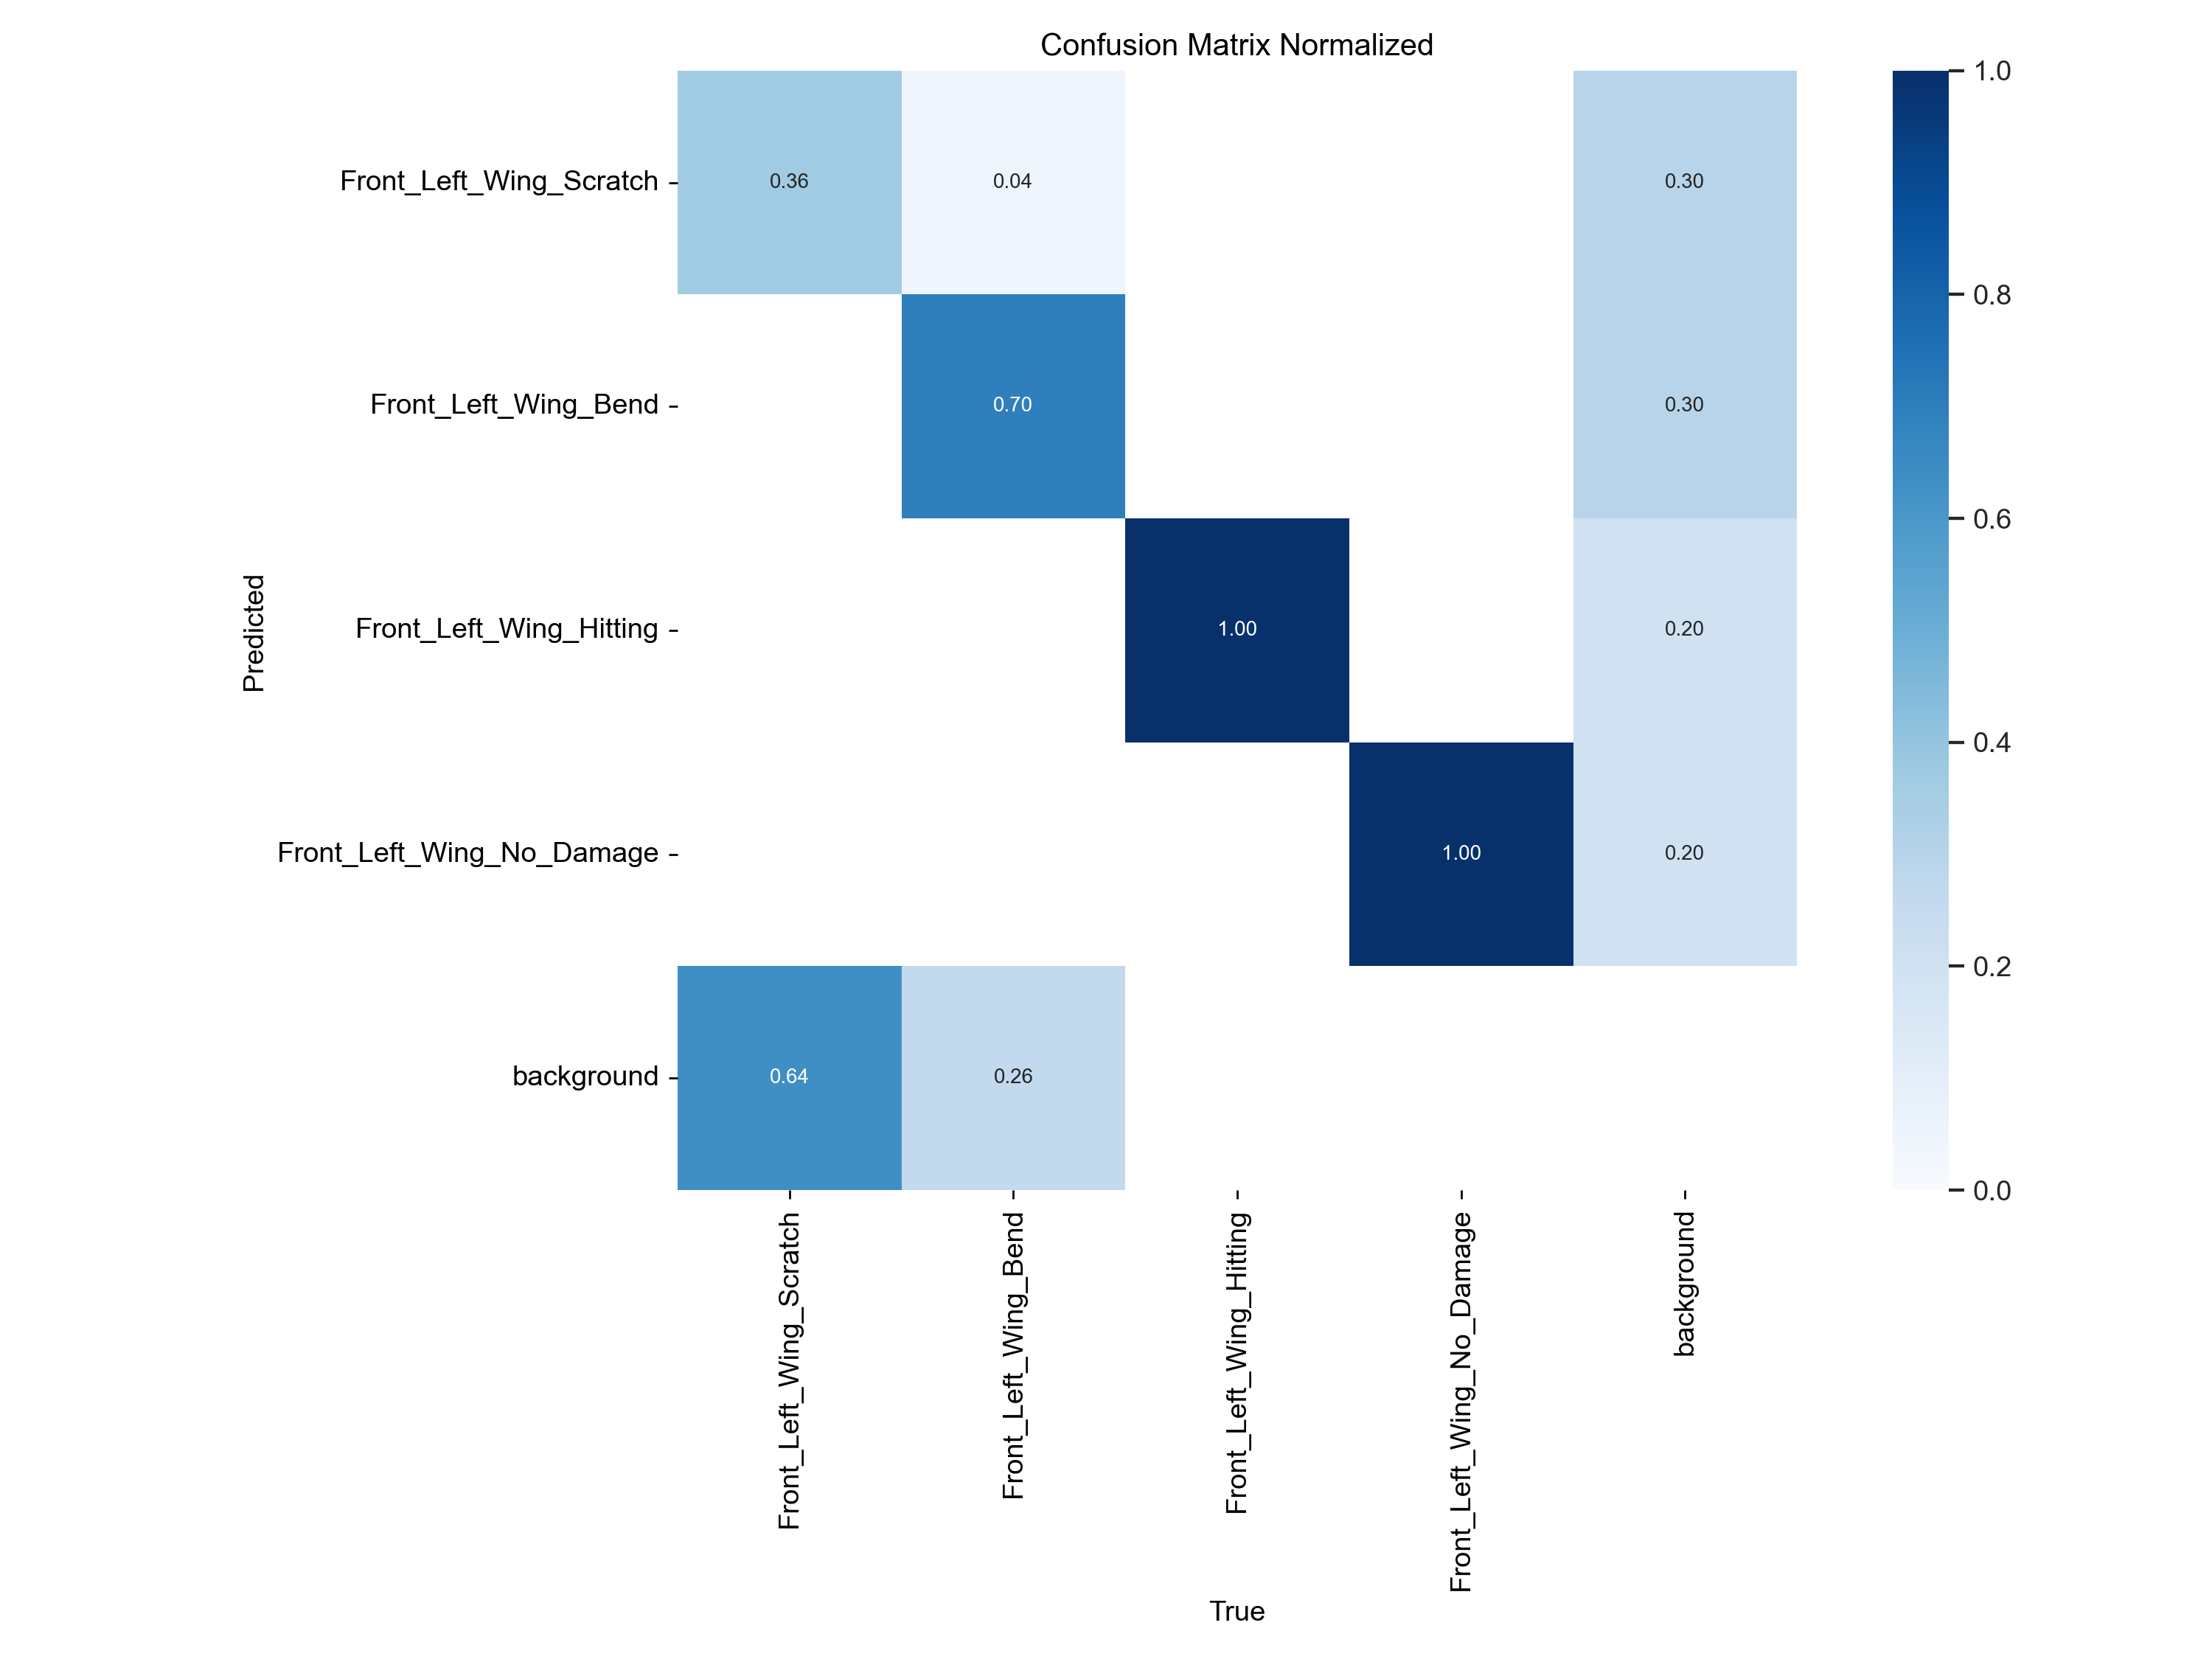 Confusion Matrix Normalized
Front_Left_Wing_Scratch
0.36
0.04
0.30
Front_Left_Wing_Bend
0.70
0.30
Front_Left_Wing_Hitting
1.00
0.20
Front_Left_Wing_No_Damage
1.00
0.20
background
0.64
0.26
Predicted
Front_Left_Wing_Scratch
Front_Left_Wing_Bend
Front_Left_Wing_Hitting
Front_Left_Wing_No_Damage
background
True
1.0
0.8
0.6
0.4
0.2
0.0